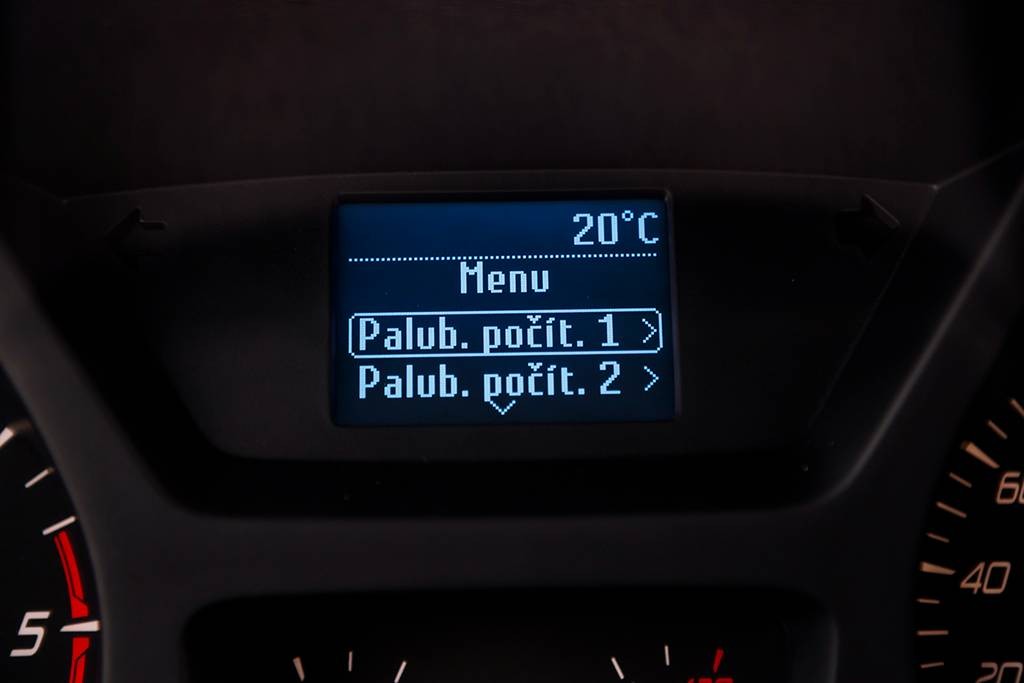 20°C
Menu
Palub. počít. 1 >
Palub. počít. 2 >
60
40
5
20